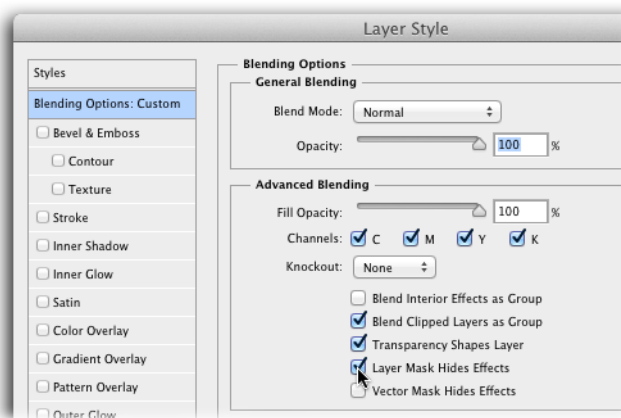 Layer Style
Styles
Blending Options: Custom
Bevel & Emboss
Contour
Texture
Stroke
Inner Shadow
Inner Glow
Satin
Color Overlay
Gradient Overlay
Pattern Overlay
Outer Glow
Blending Options
General Blending
Blend Mode: Normal
Opacity: 100 %
Advanced Blending
Fill Opacity: 100 %
Channels: C M Y K
Knockout: None
Blend Interior Effects as Group
Blend Clipped Layers as Group
Transparency Shapes Layer
Layer Mask Hides Effects
Vector Mask Hides Effects